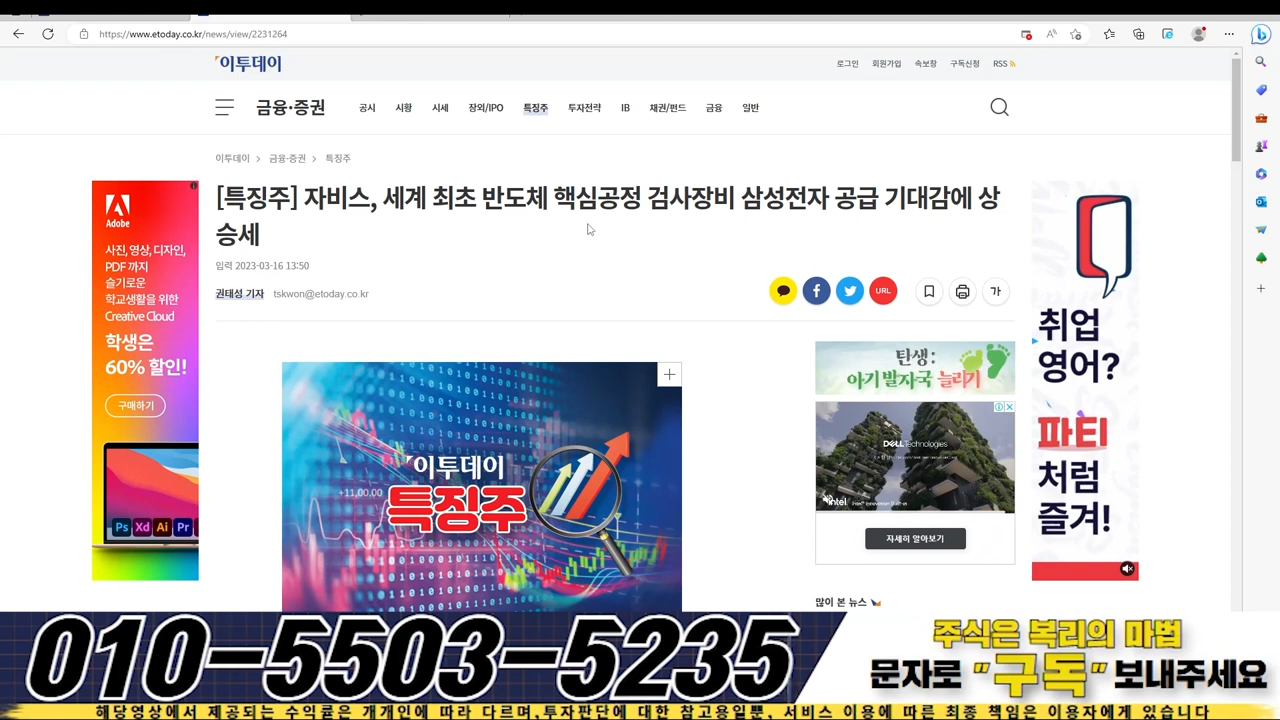 https://www.etoday.co.kr/news/view/2231264
이투데이
로그인 회원가입 속보창 구독신청 RSS
금융·증권 공시 시황 시세 장외/IPO 특징주 투자전략 IB 채권/펀드 금융 일반
이투데이 > 금융·증권 > 특징주
[특징주] 자비스, 세계 최초 반도체 핵심공정 검사장비 삼성전자 공급 기대감에 상
승세
입력 2023-03-16 13:50
권태성 기자 tskwon@etoday.co.kr
URL
가
Adobe
사진, 영상, 디자인,
PDF 까지
슬기로운
학교생활을 위한
Creative Cloud
학생은
60% 할인!
구매하기
Ps Xd Ai Pr
이투데이
특징주
+11,00.00
탄생:
아기 발자국 늘리기
DELL Technologies
intel
자세히 알아보기
많이 본 뉴스
취업
영어?
파티
처럼
즐겨!
010-5503-5235
주식은 복리의 마법
문자로 "구독" 보내주세요
해당영상에서 제공되는 수익률은 개개인에 따라 다르며,투자판단에 대한 참고용일뿐, 서비스 이용에 따른 최종 책임은 이용자에게 있습니다